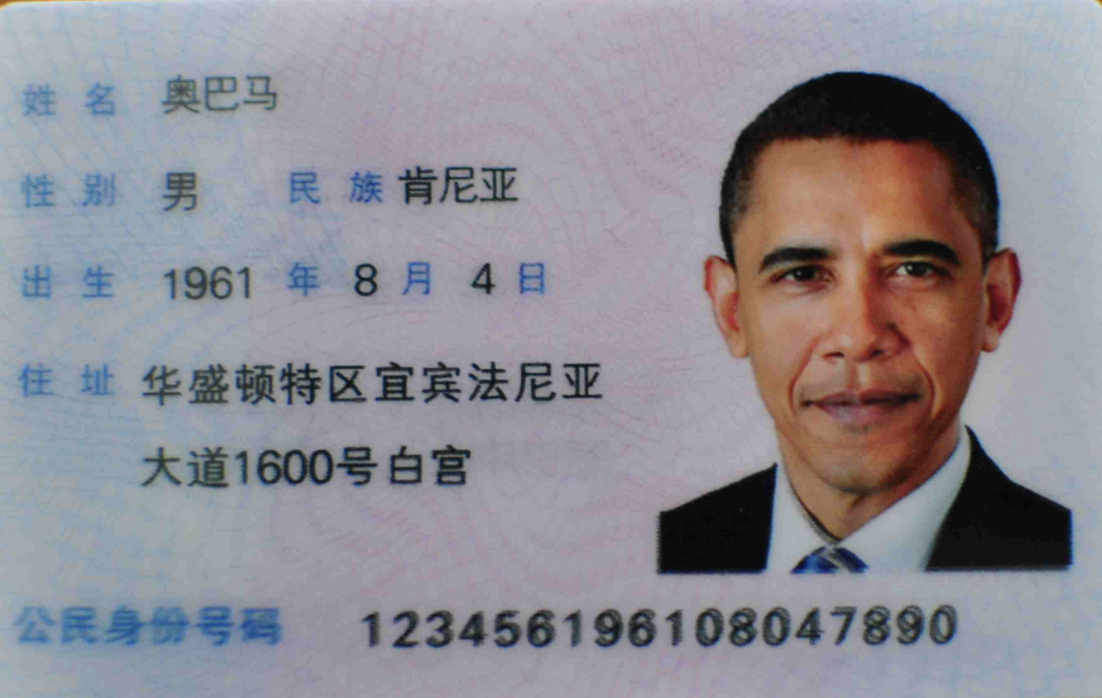 姓名 奥巴马
性别 男 民族 肯尼亚
出生 1961 年 8 月 4 日
住址 华盛顿特区宜宾法尼亚
大道1600号白宫
公民身份号码 123456196108047890